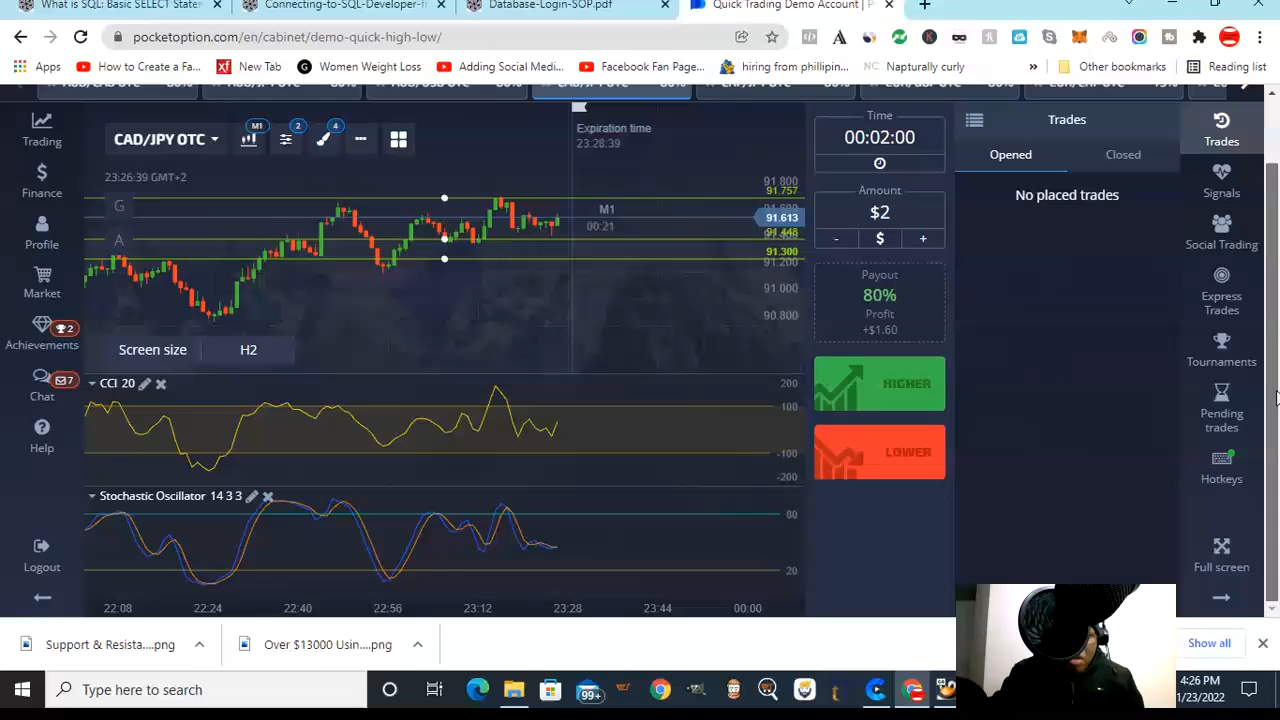 What is SQL: Basic SELECT State
Connecting-to-SQL-Developer-fi
Database-Login-SOP.pdf
Quick Trading Demo Account |
pocketoption.com/en/cabinet/demo-quick-high-low/
Apps
How to Create a Fa...
New Tab
Women Weight Loss
Adding Social Med...
Facebook Fan Page...
hiring from phillipin...
Napturally curly
»
Other bookmarks
Reading list
Trading
Finance
Profile
Market
2
Achievements
7
Chat
Help
Logout
CAD/JPY OTC
M1
2
4
23:26:39 GMT+2
Expiration time
23:28:39
G
A
M1
00:21
91.800
91.757
91.613
91.448
91.300
91.200
91.000
90.800
Screen size
H2
CCI 20
200
100
-100
-200
Stochastic Oscillator 14 3 3
80
20
22:08
22:24
22:40
22:56
23:12
23:28
23:44
00:00
Time
00:02:00
Amount
$2
- $ +
Payout
80%
Profit
+$1.60
HIGHER
LOWER
Trades
Opened
Closed
No placed trades
Trades
Signals
Social Trading
Express
Trades
Tournaments
Pending
trades
Hotkeys
Full screen
Support & Resista....png
Over $13000 Usin....png
Show all
Type here to search
99+
4:26 PM
1/23/2022